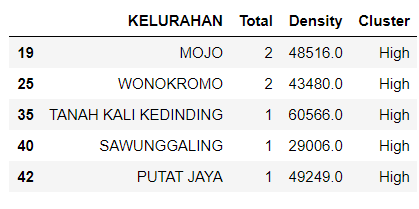 KELURAHAN Total Density Cluster
19 MOJO 2 48516.0 High
25 WONOKROMO 2 43480.0 High
35 TANAH KALI KEDINDING 1 60566.0 High
40 SAWUNGGALING 1 29006.0 High
42 PUTAT JAYA 1 49249.0 High